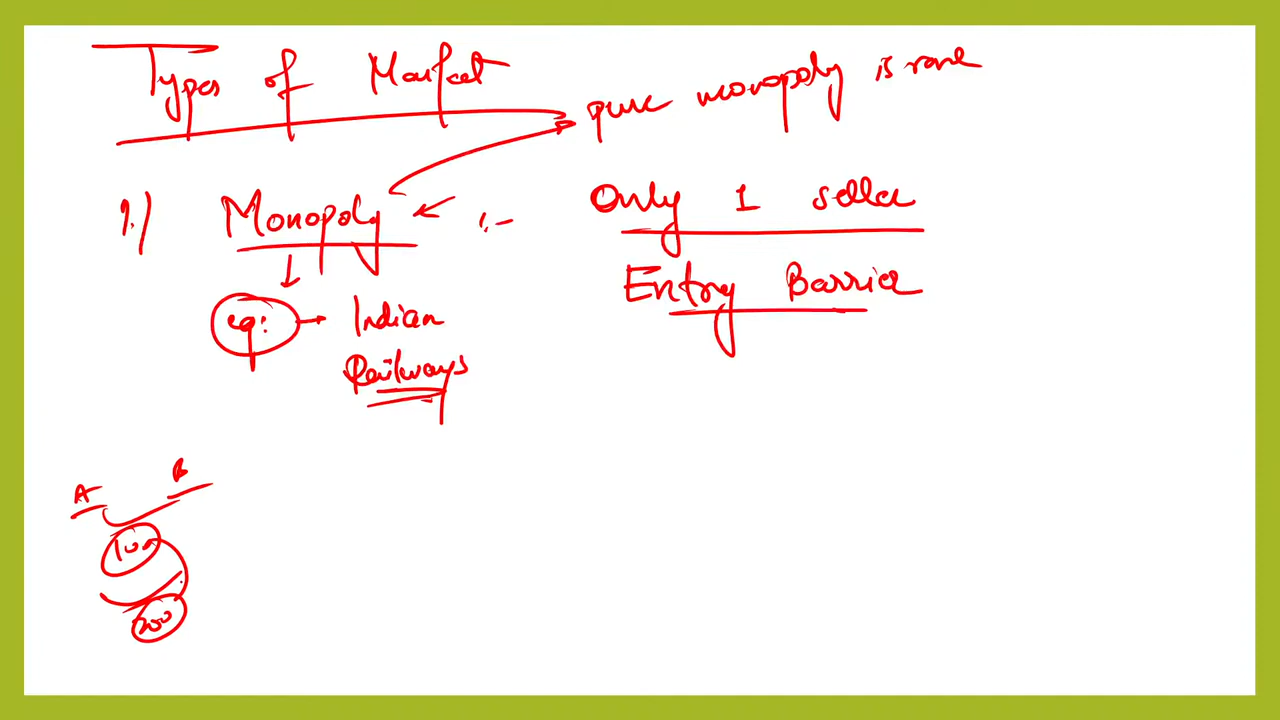 Types of Market
pure monopoly is rare
1.) Monopoly ← :- Only 1 seller
Entry Barrier
eg: → Indian
Railways
A B
100
200